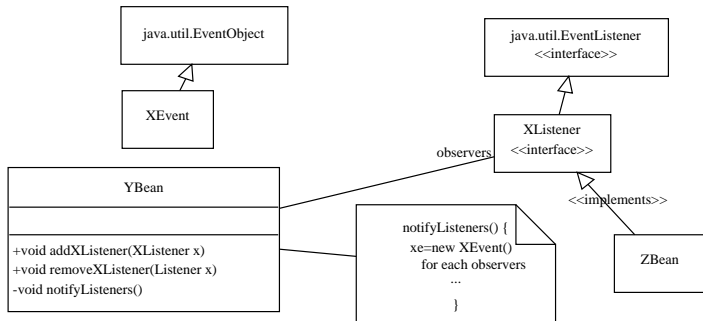 java.util.EventObject
java.util.EventListener
<<interface>>
XEvent
XListener
<<interface>>
observers
YBean
<<implements>>
+void addXListener(XListener x)
+void removeXListener(Listener x)
-void notifyListeners()
notifyListeners() {
xe=new XEvent()
for each observers
...
}
ZBean